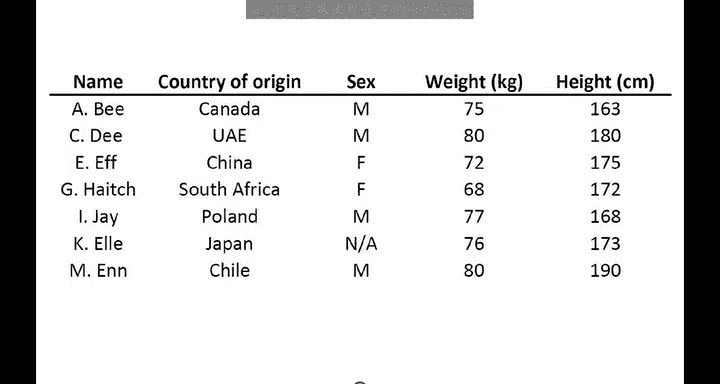 Name Country of origin Sex Weight (kg) Height (cm)
A. Bee Canada M 75 163
C. Dee UAE M 80 180
E. Eff China F 72 175
G. Haitch South Africa F 68 172
I. Jay Poland M 77 168
K. Elle Japan N/A 76 173
M. Enn Chile M 80 190